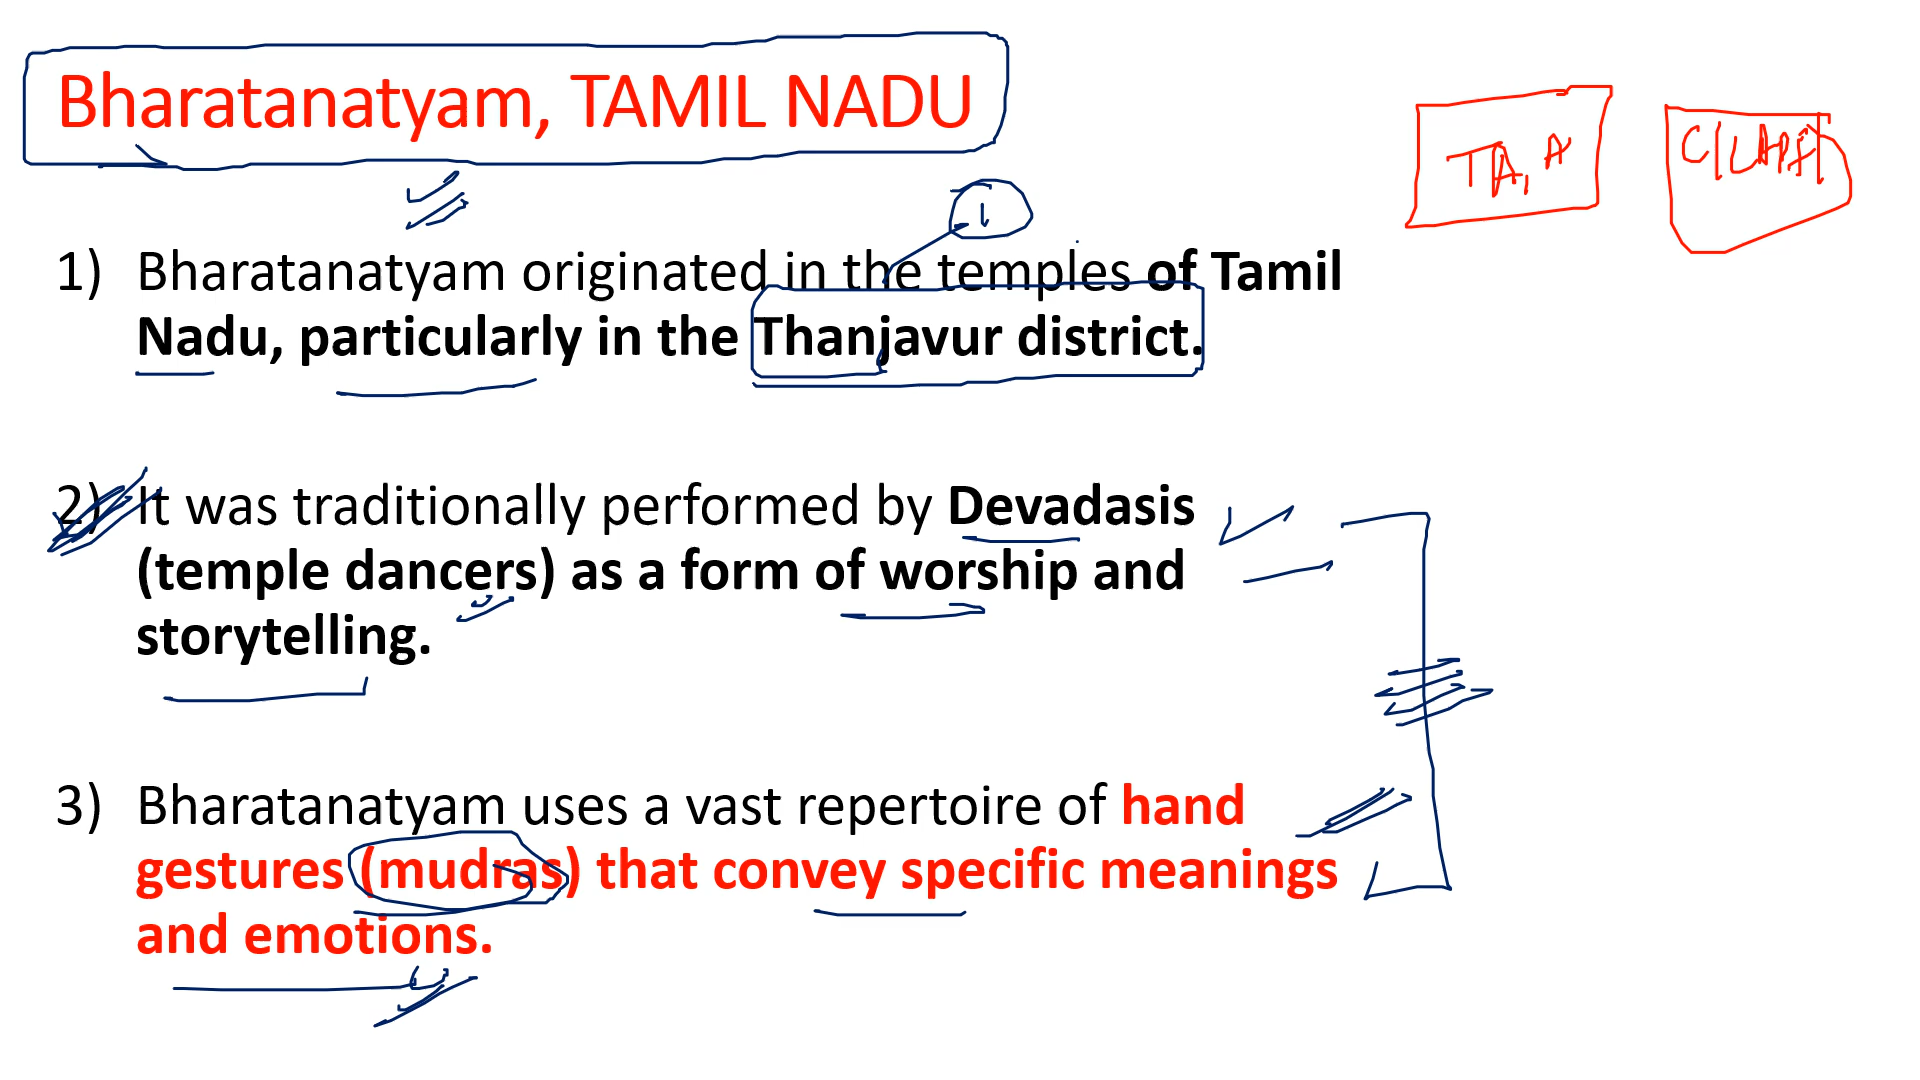 Bharatanatyam, TAMIL NADU
TA, A
1) Bharatanatyam originated in the temples of Tamil
Nadu, particularly in the Thanjavur district.
2) It was traditionally performed by Devadasis
(temple dancers) as a form of worship and
storytelling.
3) Bharatanatyam uses a vast repertoire of hand
gestures (mudras) that convey specific meanings
and emotions.